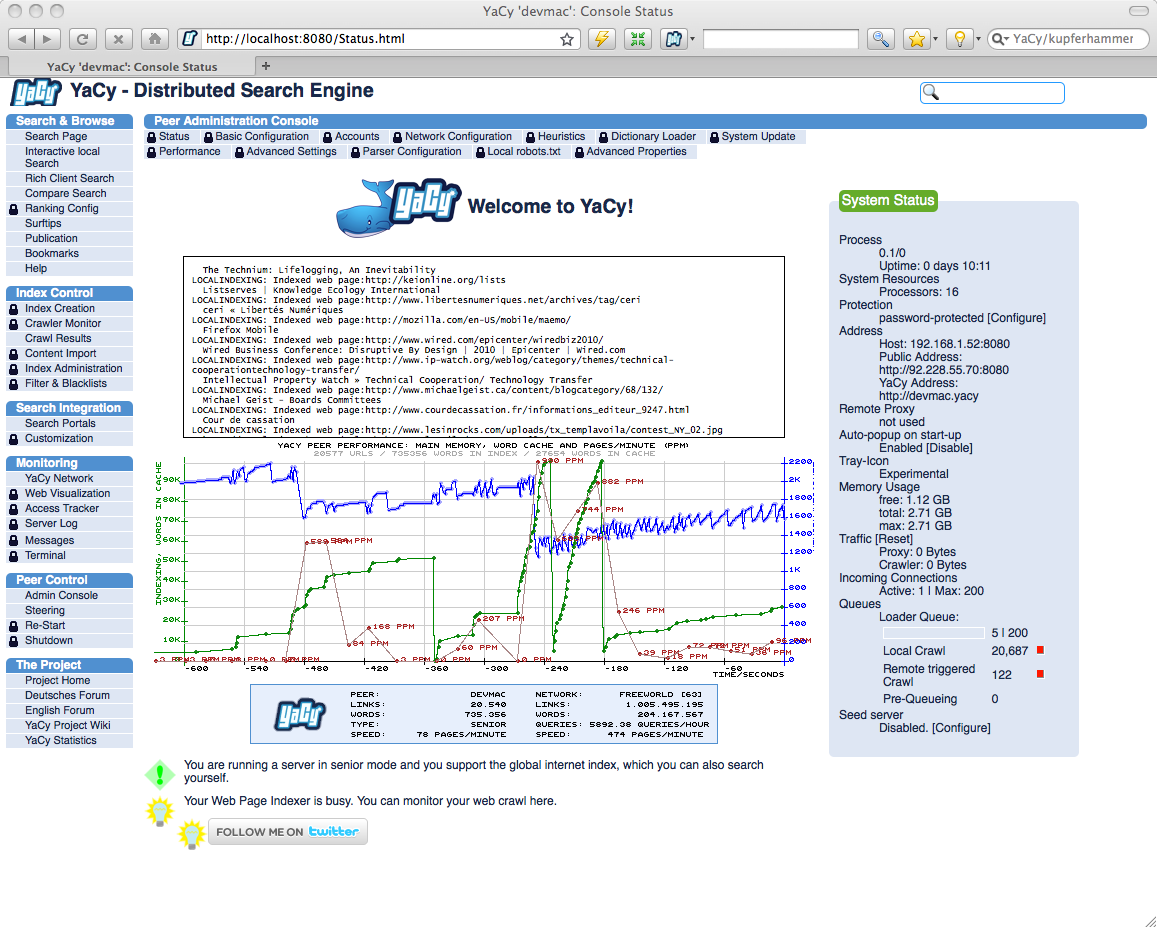 YaCy 'devmac': Console Status
http://localhost:8080/Status.html
YaCy/kupferhammer
YaCy 'devmac': Console Status
YaCy
YaCy - Distributed Search Engine
Search & Browse
Search Page
Interactive local
Search
Rich Client Search
Compare Search
Ranking Config
Surftips
Publication
Bookmarks
Help
Index Control
Index Creation
Crawler Monitor
Crawl Results
Content Import
Index Administration
Filter & Blacklists
Search Integration
Search Portals
Customization
Monitoring
YaCy Network
Web Visualization
Access Tracker
Server Log
Messages
Terminal
Peer Control
Admin Console
Steering
Re-Start
Shutdown
The Project
Project Home
Deutsches Forum
English Forum
YaCy Project Wiki
YaCy Statistics
Peer Administration Console
Status Basic Configuration Accounts Network Configuration Heuristics Dictionary Loader System Update
Performance Advanced Settings Parser Configuration Local robots.txt Advanced Properties
YaCy
Welcome to YaCy!
The Technium: Lifelogging, An Inevitability
LOCALINDEXING: Indexed web page:http://keionline.org/lists
Listserves | Knowledge Ecology International
LOCALINDEXING: Indexed web page:http://www.libertesnumeriques.net/archives/tag/ceri
ceri « Libertés Numériques
LOCALINDEXING: Indexed web page:http://mozilla.com/en-US/mobile/maemo/
Firefox Mobile
LOCALINDEXING: Indexed web page:http://www.wired.com/epicenter/wiredbiz2010/
Wired Business Conference: Disruptive By Design | 2010 | Epicenter | Wired.com
LOCALINDEXING: Indexed web page:http://www.ip-watch.org/weblog/category/themes/technical-
cooperationtechnology-transfer/
Intellectual Property Watch » Technical Cooperation/ Technology Transfer
LOCALINDEXING: Indexed web page:http://www.michaelgeist.ca/content/blogcategory/68/132/
Michael Geist - Boards Committees
LOCALINDEXING: Indexed web page:http://www.courdecassation.fr/informations_editeur_9247.html
Cour de cassation
LOCALINDEXING: Indexed web page:http://www.lesinrocks.com/uploads/tx_templavoila/contest_NY_02.jpg
YACY PEER PERFORMANCE: MAIN MEMORY, WORD CACHE AND PAGES/MINUTE (PPM)
20577 URLS / 735356 WORDS IN INDEX / 27654 WORDS IN CACHE
INDEXING, WORDS IN CACHE
90K
80K
70K
60K
50K
40K
30K
20K
10K
2200
2K
1800
1600
1400
1200
1K
800
600
400
200
0
882 PPM
168 PPM
207 PPM
246 PPM
60 PPM
-600 -540 -480 -420 -360 -300 -240 -180 -120 -60
TIME/SECONDS
YaCy
PEER: DEVMAC NETWORK: FREEWORLD [63]
LINKS: 20.540 LINKS: 1.005.495.195
WORDS: 735.356 WORDS: 204.167.567
TYPE: SENIOR QUERIES: 5892.38 QUERIES/HOUR
SPEED: 78 PAGES/MINUTE SPEED: 474 PAGES/MINUTE
You are running a server in senior mode and you support the global internet index, which you can also search
yourself.
Your Web Page Indexer is busy. You can monitor your web crawl here.
FOLLOW ME ON twitter
System Status
Process
0.1/0
Uptime: 0 days 10:11
System Resources
Processors: 16
Protection
password-protected [Configure]
Address
Host: 192.168.1.52:8080
Public Address:
http://92.228.55.70:8080
YaCy Address:
http://devmac.yacy
Remote Proxy
not used
Auto-popup on start-up
Enabled [Disable]
Tray-Icon
Experimental
Memory Usage
free: 1.12 GB
total: 2.71 GB
max: 2.71 GB
Traffic [Reset]
Proxy: 0 Bytes
Crawler: 0 Bytes
Incoming Connections
Active: 1 | Max: 200
Queues
Loader Queue:
5 | 200
Local Crawl 20,687
Remote triggered
Crawl 122
Pre-Queueing 0
Seed server
Disabled. [Configure]